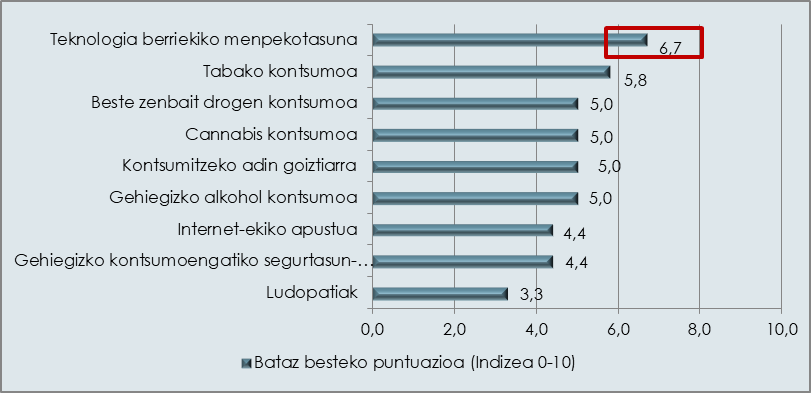 Teknologia berriekiko menpekotasuna 6,7
Tabako kontsumoa 5,8
Beste zenbait drogen kontsumoa 5,0
Cannabis kontsumoa 5,0
Kontsumitzeko adin goiztiarra 5,0
Gehiegizko alkohol kontsumoa 5,0
Internet-ekiko apustua 4,4
Gehiegizko kontsumoengatiko segurtasun-... 4,4
Ludopatiak 3,3
0,0 2,0 4,0 6,0 8,0 10,0
Bataz besteko puntuazioa (Indizea 0-10)